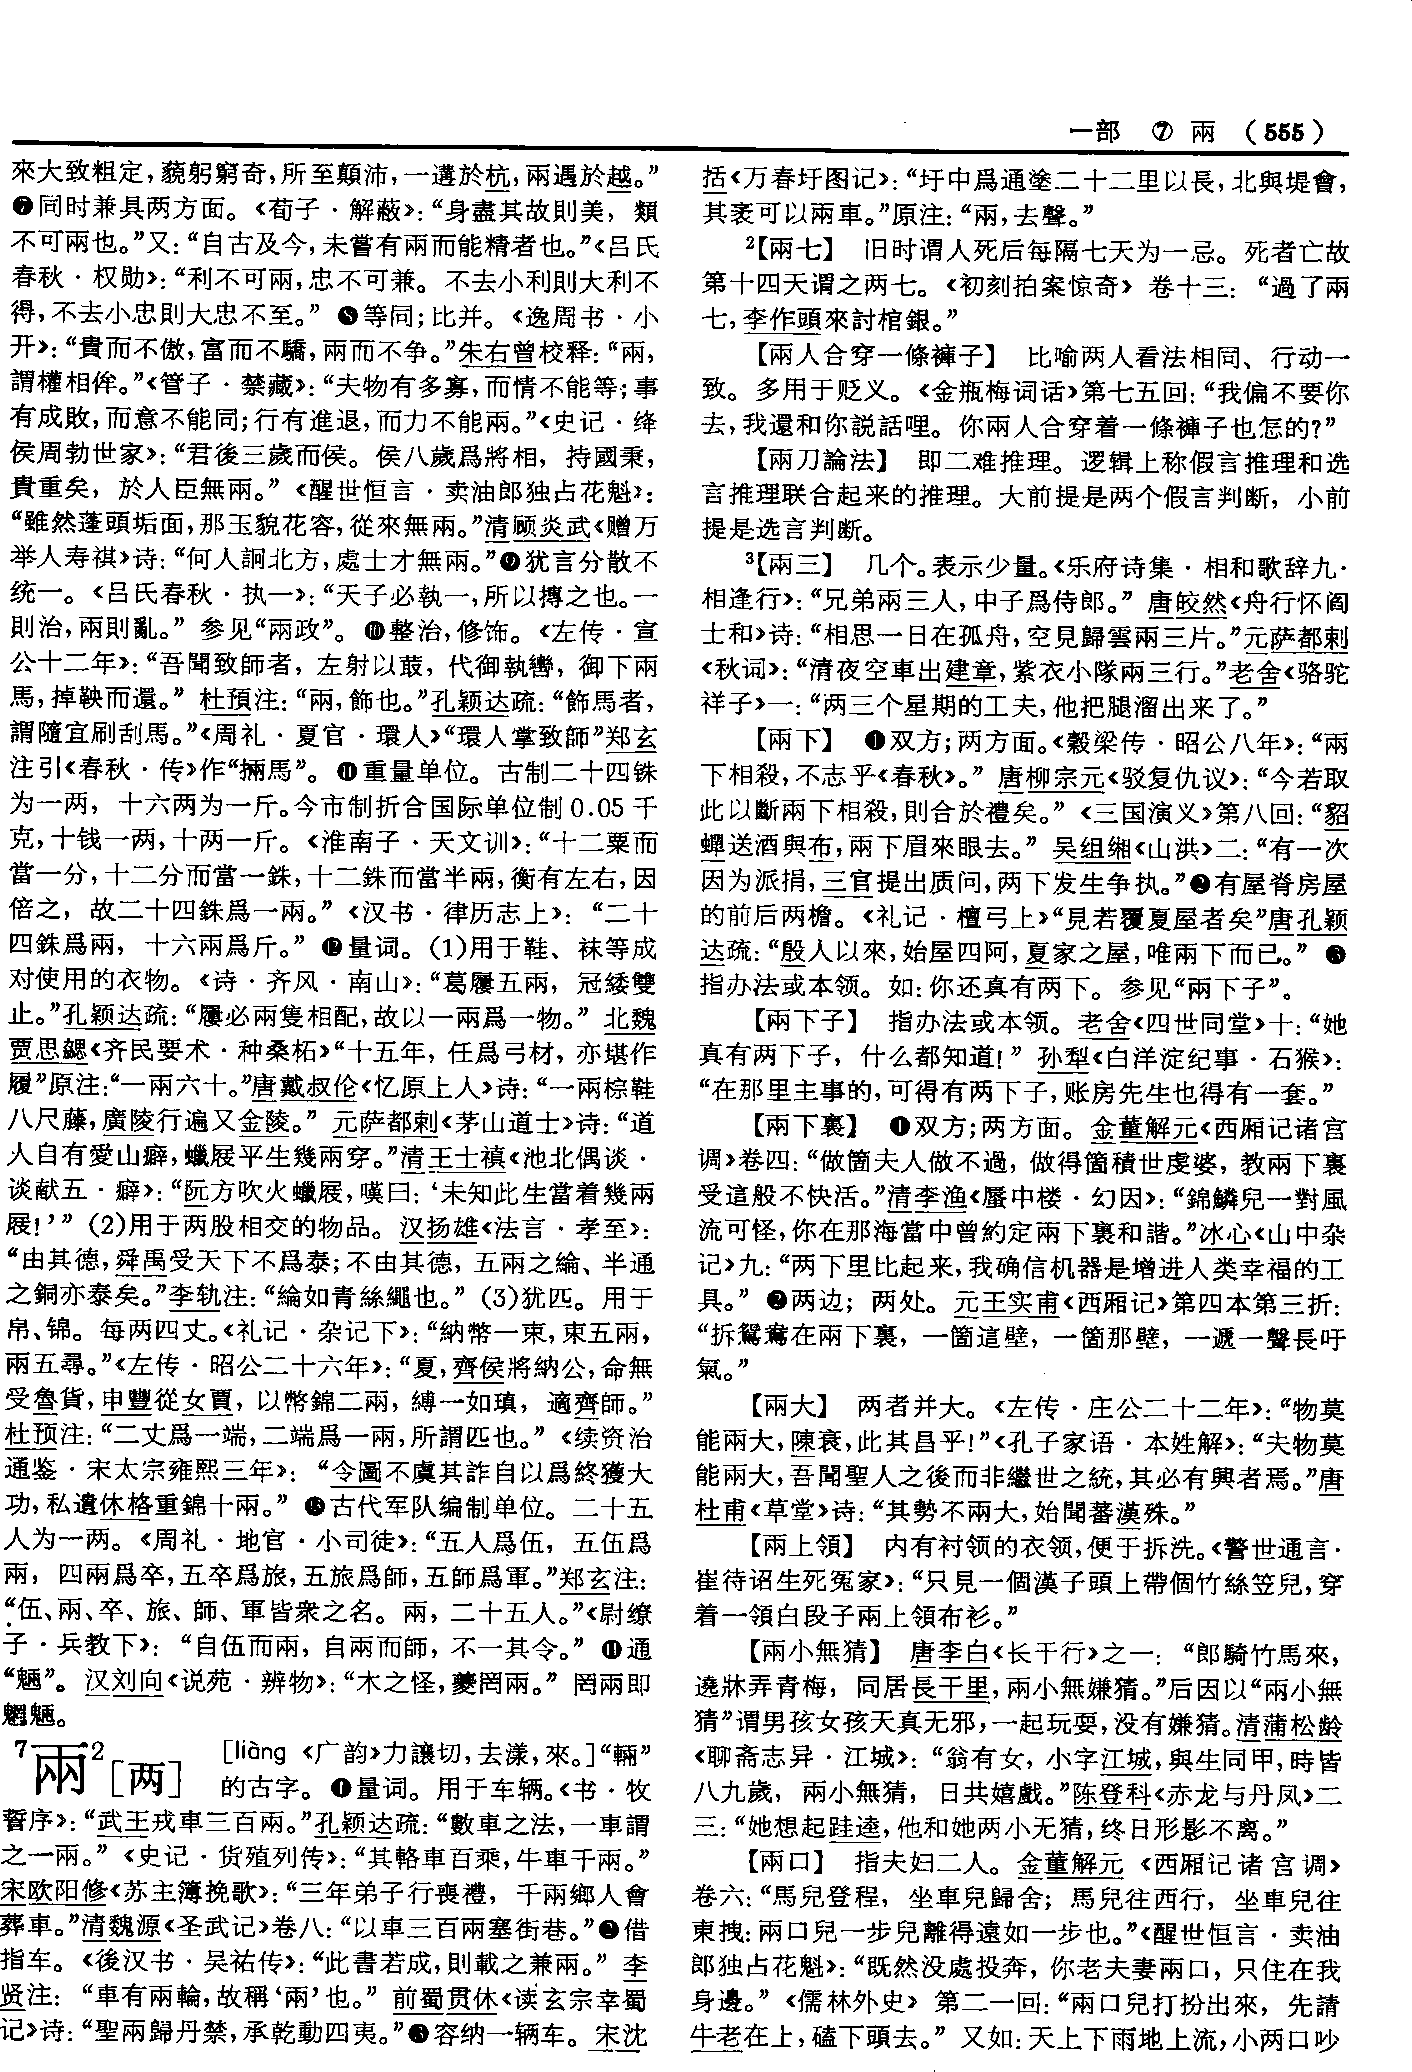 一部 ⑦ 兩 (555)
來大致粗定，藐躬窮奇，所至顛沛，一遘於杭，兩遇於越。”
❼同时兼具两方面。《荀子·解蔽》：“身盡其故則美，類
不可兩也。”又：“自古及今，未嘗有兩而能精者也。”《吕氏
春秋·权勋》：“利不可兩，忠不可兼。不去小利則大利不
得，不去小忠則大忠不至。”❽等同；比并。《逸周书·小
开》：“貴而不傲，富而不驕，兩而不争。”朱右曾校释：“兩，
謂權相侔。”《管子·禁藏》：“夫物有多寡，而情不能等；事
有成敗，而意不能同；行有進退，而力不能兩。”《史记·绛
侯周勃世家》：“君後三歲而侯。侯八歲爲將相，持國秉，
貴重矣，於人臣無兩。”《醒世恒言·卖油郎独占花魁》：
“雖然蓬頭垢面，那玉貌花容，從來無兩。”清顾炎武《赠万
举人寿祺》诗：“何人詗北方，處士才無兩。”❾犹言分散不
统一。《吕氏春秋·执一》：“天子必執一，所以摶之也。一
則治，兩則亂。”参见“兩政”。❿整治，修饰。《左传·宣
公十二年》：“吾聞致師者，左射以菆，代御執轡，御下兩
馬，掉鞅而還。”杜預注：“兩，飾也。”孔颖达疏：“飾馬者，
謂隨宜刷刮馬。”《周礼·夏官·環人》“環人掌致師”郑玄
注引《春秋·传》作“掚馬”。⓫重量单位。古制二十四铢
为一两，十六两为一斤。今市制折合国际单位制0.05千
克，十钱一两，十两一斤。《淮南子·天文训》：“十二粟而
當一分，十二分而當一銖，十二銖而當半兩，衡有左右，因
倍之，故二十四銖爲一兩。”《汉书·律历志上》：“二十
四銖爲兩，十六兩爲斤。”⓬量词。(1)用于鞋、袜等成
对使用的衣物。《诗·齐风·南山》：“葛屨五兩，冠緌雙
止。”孔颖达疏：“屨必兩隻相配，故以一兩爲一物。”北魏
贾思勰《齐民要术·种桑柘》“十五年，任爲弓材，亦堪作
履”原注：“一兩六十。”唐戴叔伦《忆原上人》诗：“一兩棕鞋
八尺藤，廣陵行遍又金陵。”元萨都剌《茅山道士》诗：“道
人自有愛山癖，蠟屐平生幾兩穿。”清王士禛《池北偶谈·
谈献五·癖》：“阮方吹火蠟屐，嘆曰：‘未知此生當着幾兩
屐！’”(2)用于两股相交的物品。汉扬雄《法言·孝至》：
“由其德，舜禹受天下不爲泰；不由其德，五兩之綸、半通
之銅亦泰矣。”李轨注：“綸如青絲繩也。”(3)犹匹。用于
帛、锦。每两四丈。《礼记·杂记下》：“納幣一束，束五兩，
兩五尋。”《左传·昭公二十六年》：“夏，齊侯將納公，命無
受魯貨，申豐從女賈，以幣錦二兩，縛一如瑱，適齊師。”
杜预注：“二丈爲一端，二端爲一兩，所謂匹也。”《续资治
通鉴·宋太宗雍熙三年》：“令圖不虞其詐自以爲終獲大
功，私遺休格重錦十兩。”⓭古代军队编制单位。二十五
人为一两。《周礼·地官·小司徒》：“五人爲伍，五伍爲
兩，四兩爲卒，五卒爲旅，五旅爲師，五師爲軍。”郑玄注：
“伍、兩、卒、旅、師、軍皆衆之名。兩，二十五人。”《尉缭
子·兵教下》：“自伍而兩，自兩而師，不一其令。”⓮通
“魎”。汉刘向《说苑·辨物》：“木之怪，夔罔兩。”罔兩即
魍魎。
⁷兩²[两] [liàng 《广韵》力讓切，去漾，來。]“輛”
的古字。❶量词。用于车辆。《书·牧
誓序》：“武王戎車三百兩。”孔颖达疏：“數車之法，一車謂
之一兩。”《史记·货殖列传》：“其軺車百乘，牛車千兩。”
宋欧阳修《苏主簿挽歌》：“三年弟子行喪禮，千兩鄉人會
葬車。”清魏源《圣武记》卷八：“以車三百兩塞街巷。”❷借
指车。《後汉书·吴祐传》：“此書若成，則載之兼兩。”李
贤注：“車有兩輪，故稱‘兩’也。”前蜀贯休《读玄宗幸蜀
记》诗：“聖兩歸丹禁，承乾動四夷。”❸容纳一辆车。宋沈
括《万春圩图记》：“圩中爲通塗二十二里以長，北與堤會，
其袤可以兩車。”原注：“兩，去聲。”
²【兩七】 旧时谓人死后每隔七天为一忌。死者亡故
第十四天谓之两七。《初刻拍案惊奇》卷十三：“過了兩
七，李作頭來討棺銀。”
【兩人合穿一條褲子】 比喻两人看法相同、行动一
致。多用于贬义。《金瓶梅词话》第七五回：“我偏不要你
去，我還和你説話哩。你兩人合穿着一條褲子也怎的？”
【兩刀論法】 即二难推理。逻辑上称假言推理和选
言推理联合起来的推理。大前提是两个假言判断，小前
提是选言判断。
³【兩三】 几个。表示少量。《乐府诗集·相和歌辞九·
相逢行》：“兄弟兩三人，中子爲侍郎。”唐皎然《舟行怀阎
士和》诗：“相思一日在孤舟，空見歸雲兩三片。”元萨都剌
《秋词》：“清夜空車出建章，紫衣小隊兩三行。”老舍《骆驼
祥子》一：“两三个星期的工夫，他把腿溜出来了。”
【兩下】 ❶双方；两方面。《穀梁传·昭公八年》：“兩
下相殺，不志乎《春秋》。”唐柳宗元《驳复仇议》：“今若取
此以斷兩下相殺，則合於禮矣。”《三国演义》第八回：“貂
蟬送酒與布，兩下眉來眼去。”吴组缃《山洪》二：“有一次
因为派捐，三官提出质问，两下发生争执。”❷有屋脊房屋
的前后两檐。《礼记·檀弓上》“見若覆夏屋者矣”唐孔颖
达疏：“殷人以來，始屋四阿，夏家之屋，唯兩下而已。”❸
指办法或本领。如：你还真有两下。参见“兩下子”。
【兩下子】 指办法或本领。老舍《四世同堂》十：“她
真有两下子，什么都知道！”孙犁《白洋淀纪事·石猴》：
“在那里主事的，可得有两下子，账房先生也得有一套。”
【兩下裏】 ❶双方；两方面。金董解元《西厢记诸宫
调》卷四：“做箇夫人做不過，做得箇積世虔婆，教兩下裏
受這般不快活。”清李渔《蜃中楼·幻因》：“錦鱗兒一對風
流可怪，你在那海當中曾約定兩下裏和諧。”冰心《山中杂
记》九：“两下里比起来，我确信机器是增进人类幸福的工
具。”❷两边；两处。元王实甫《西厢记》第四本第三折：
“拆鴛鴦在兩下裏，一箇這壁，一箇那壁，一遞一聲長吁
氣。”
【兩大】 两者并大。《左传·庄公二十二年》：“物莫
能兩大，陳衰，此其昌乎！”《孔子家语·本姓解》：“夫物莫
能兩大，吾聞聖人之後而非繼世之統，其必有興者焉。”唐
杜甫《草堂》诗：“其勢不兩大，始聞蕃漢殊。”
【兩上領】 内有衬领的衣领，便于拆洗。《警世通言·
崔待诏生死冤家》：“只見一個漢子頭上帶個竹絲笠兒，穿
着一領白段子兩上領布衫。”
【兩小無猜】 唐李白《长干行》之一：“郎騎竹馬來，
遶牀弄青梅，同居長干里，兩小無嫌猜。”后因以“兩小無
猜”谓男孩女孩天真无邪，一起玩耍，没有嫌猜。清蒲松龄
《聊斋志异·江城》：“翁有女，小字江城，與生同甲，時皆
八九歲，兩小無猜，日共嬉戲。”陈登科《赤龙与丹凤》二
三：“她想起跬逵，他和她两小无猜，终日形影不离。”
【兩口】 指夫妇二人。金董解元《西厢记诸宫调》
卷六：“馬兒登程，坐車兒歸舍；馬兒往西行，坐車兒往
東拽：兩口兒一步兒離得遠如一步也。”《醒世恒言·卖油
郎独占花魁》：“既然没處投奔，你老夫妻兩口，只住在我
身邊。”《儒林外史》第二一回：“兩口兒打扮出來，先請
牛老在上，磕下頭去。”又如：天上下雨地上流，小两口吵